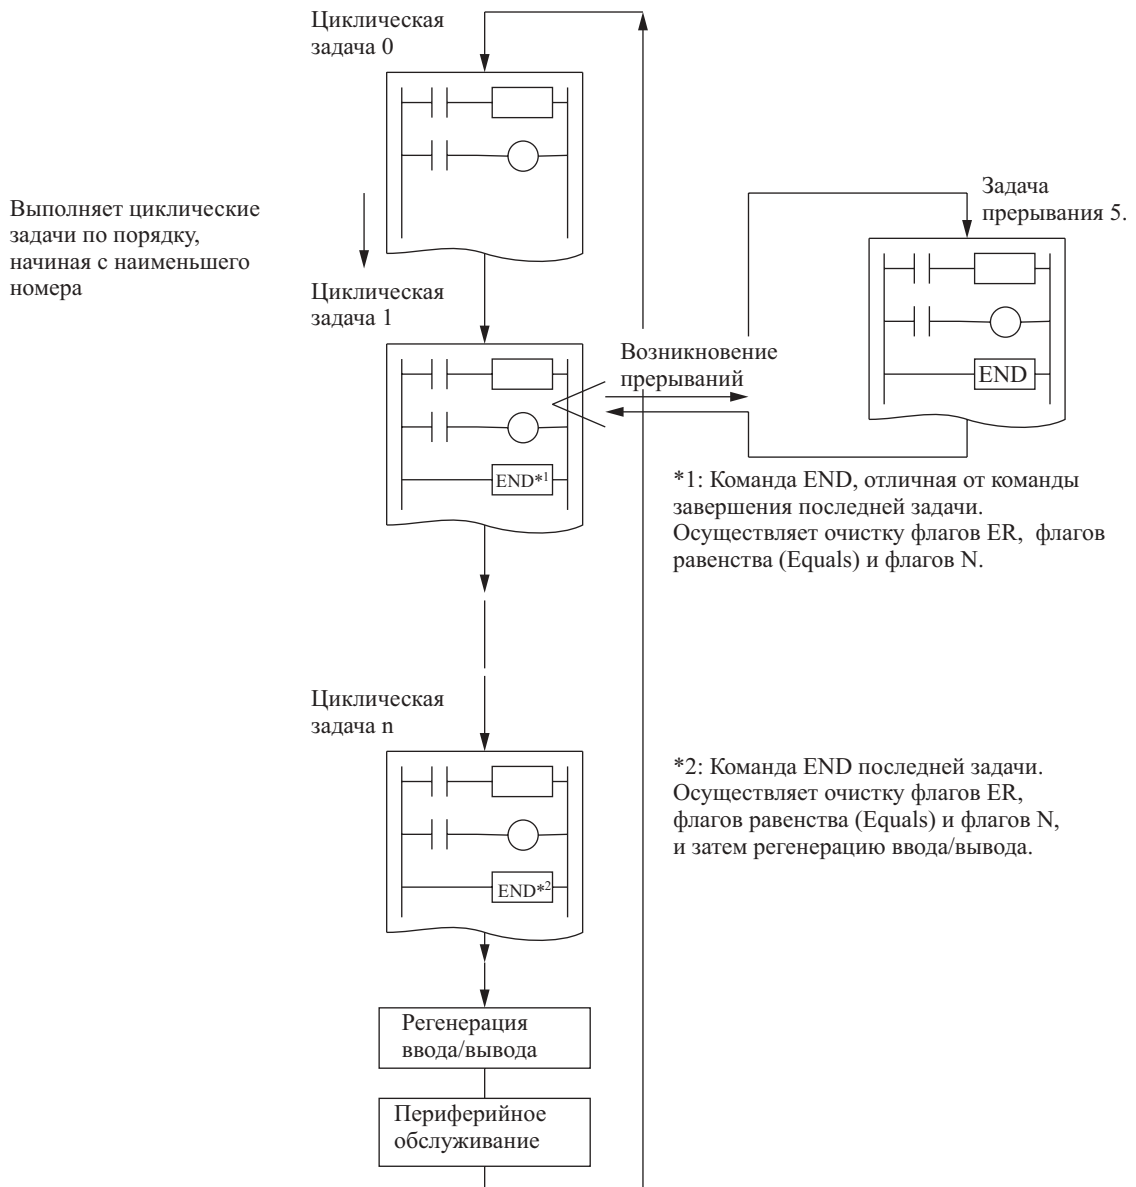 Циклическая
задача 0
Выполняет циклические
задачи по порядку,
начиная с наименьшего
номера
Циклическая
задача 1
END*1
Возникновение
прерываний
Задача
прерывания 5.
END
*1: Команда END, отличная от команды
завершения последней задачи.
Осуществляет очистку флагов ER, флагов
равенства (Equals) и флагов N.
Циклическая
задача n
END*2
*2: Команда END последней задачи.
Осуществляет очистку флагов ER,
флагов равенства (Equals) и флагов N,
и затем регенерацию ввода/вывода.
Регенерация
ввода/вывода
Периферийное
обслуживание